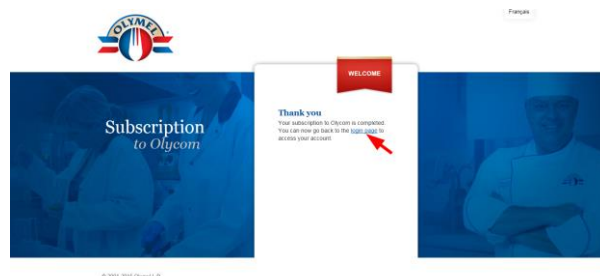 Français
OLYMEL
WELCOME
Thank you
Your subscription to Olycom is completed.
You can now go back to the login page to
access your account
Subscription
to Olycom